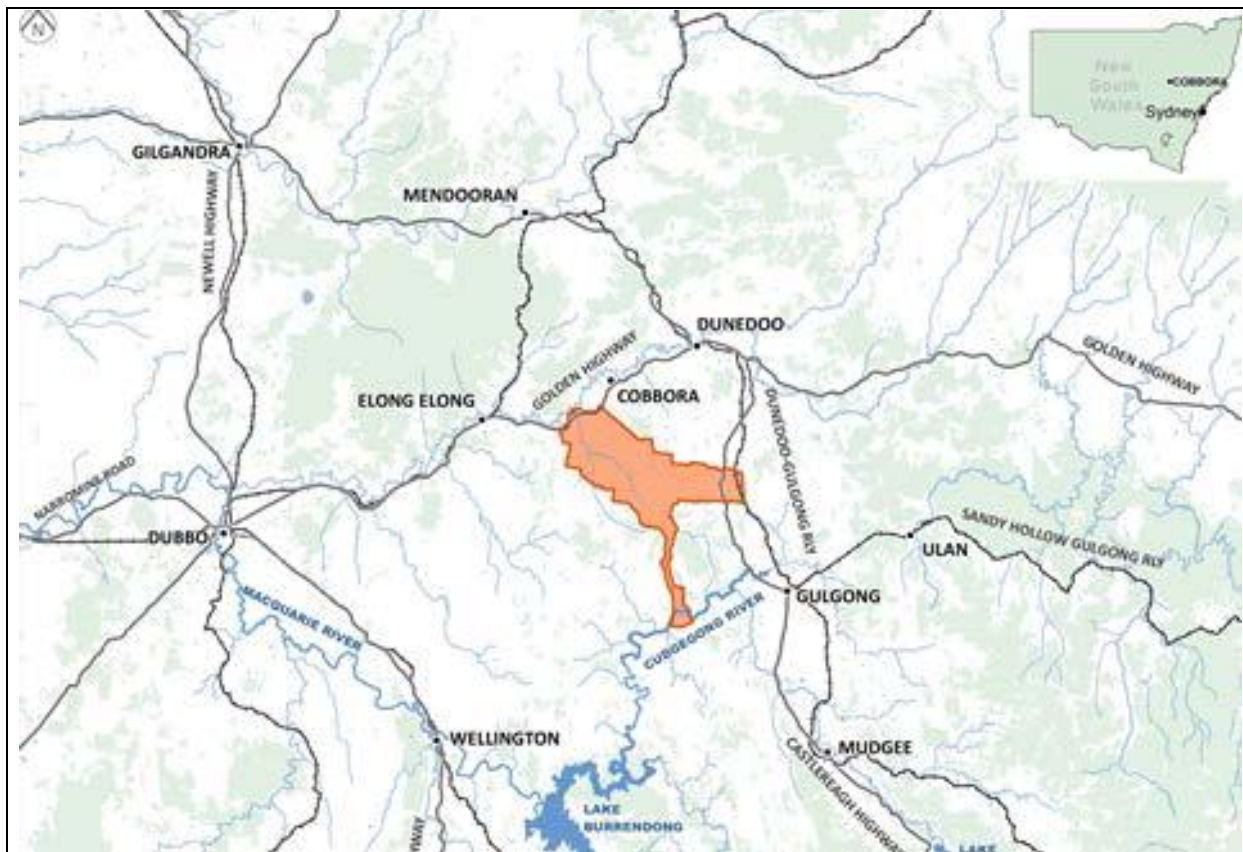 N
New
South
Wales
COBBORA
Sydney
GILGANDRA
MENDOORAN
NEWELL HIGHWAY
DUNEDOO
GOLDEN HIGHWAY
GOLDEN HIGHWAY
ELONG ELONG
COBBORA
DUNEDOO-GULGONG RLY
NARROMINE ROAD
DUBBO
SANDY HOLLOW GULGONG RLY
ULAN
MACQUARIE RIVER
CUDGEGONG RIVER
GULGONG
WELLINGTON
MUDGEE
CASTLEREAGH HIGHWAY
LAKE
BURRENDONG
WAY
LAKE